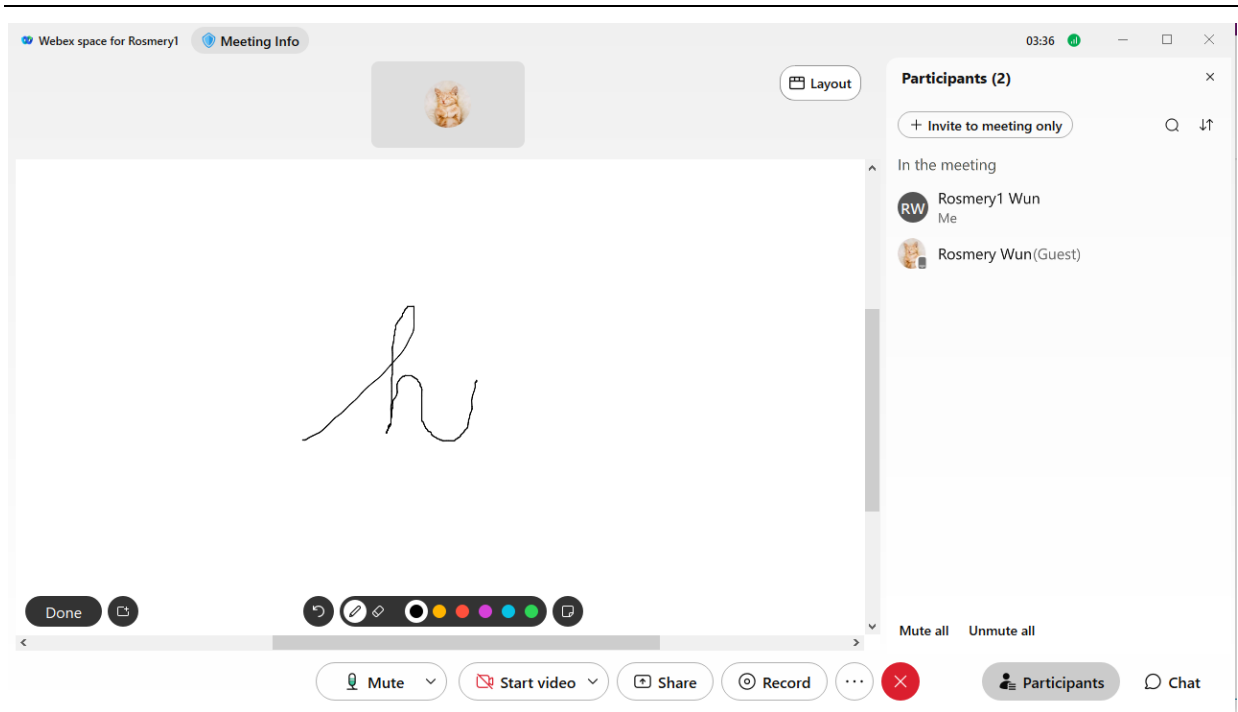 Webex space for Rosmery1 Meeting Info 03:36
Layout
Participants (2)
+ Invite to meeting only
In the meeting
RW Rosmery1 Wun
Me
Rosmery Wun(Guest)
h
Done
Mute all Unmute all
Mute Start video Share Record ... Participants Chat